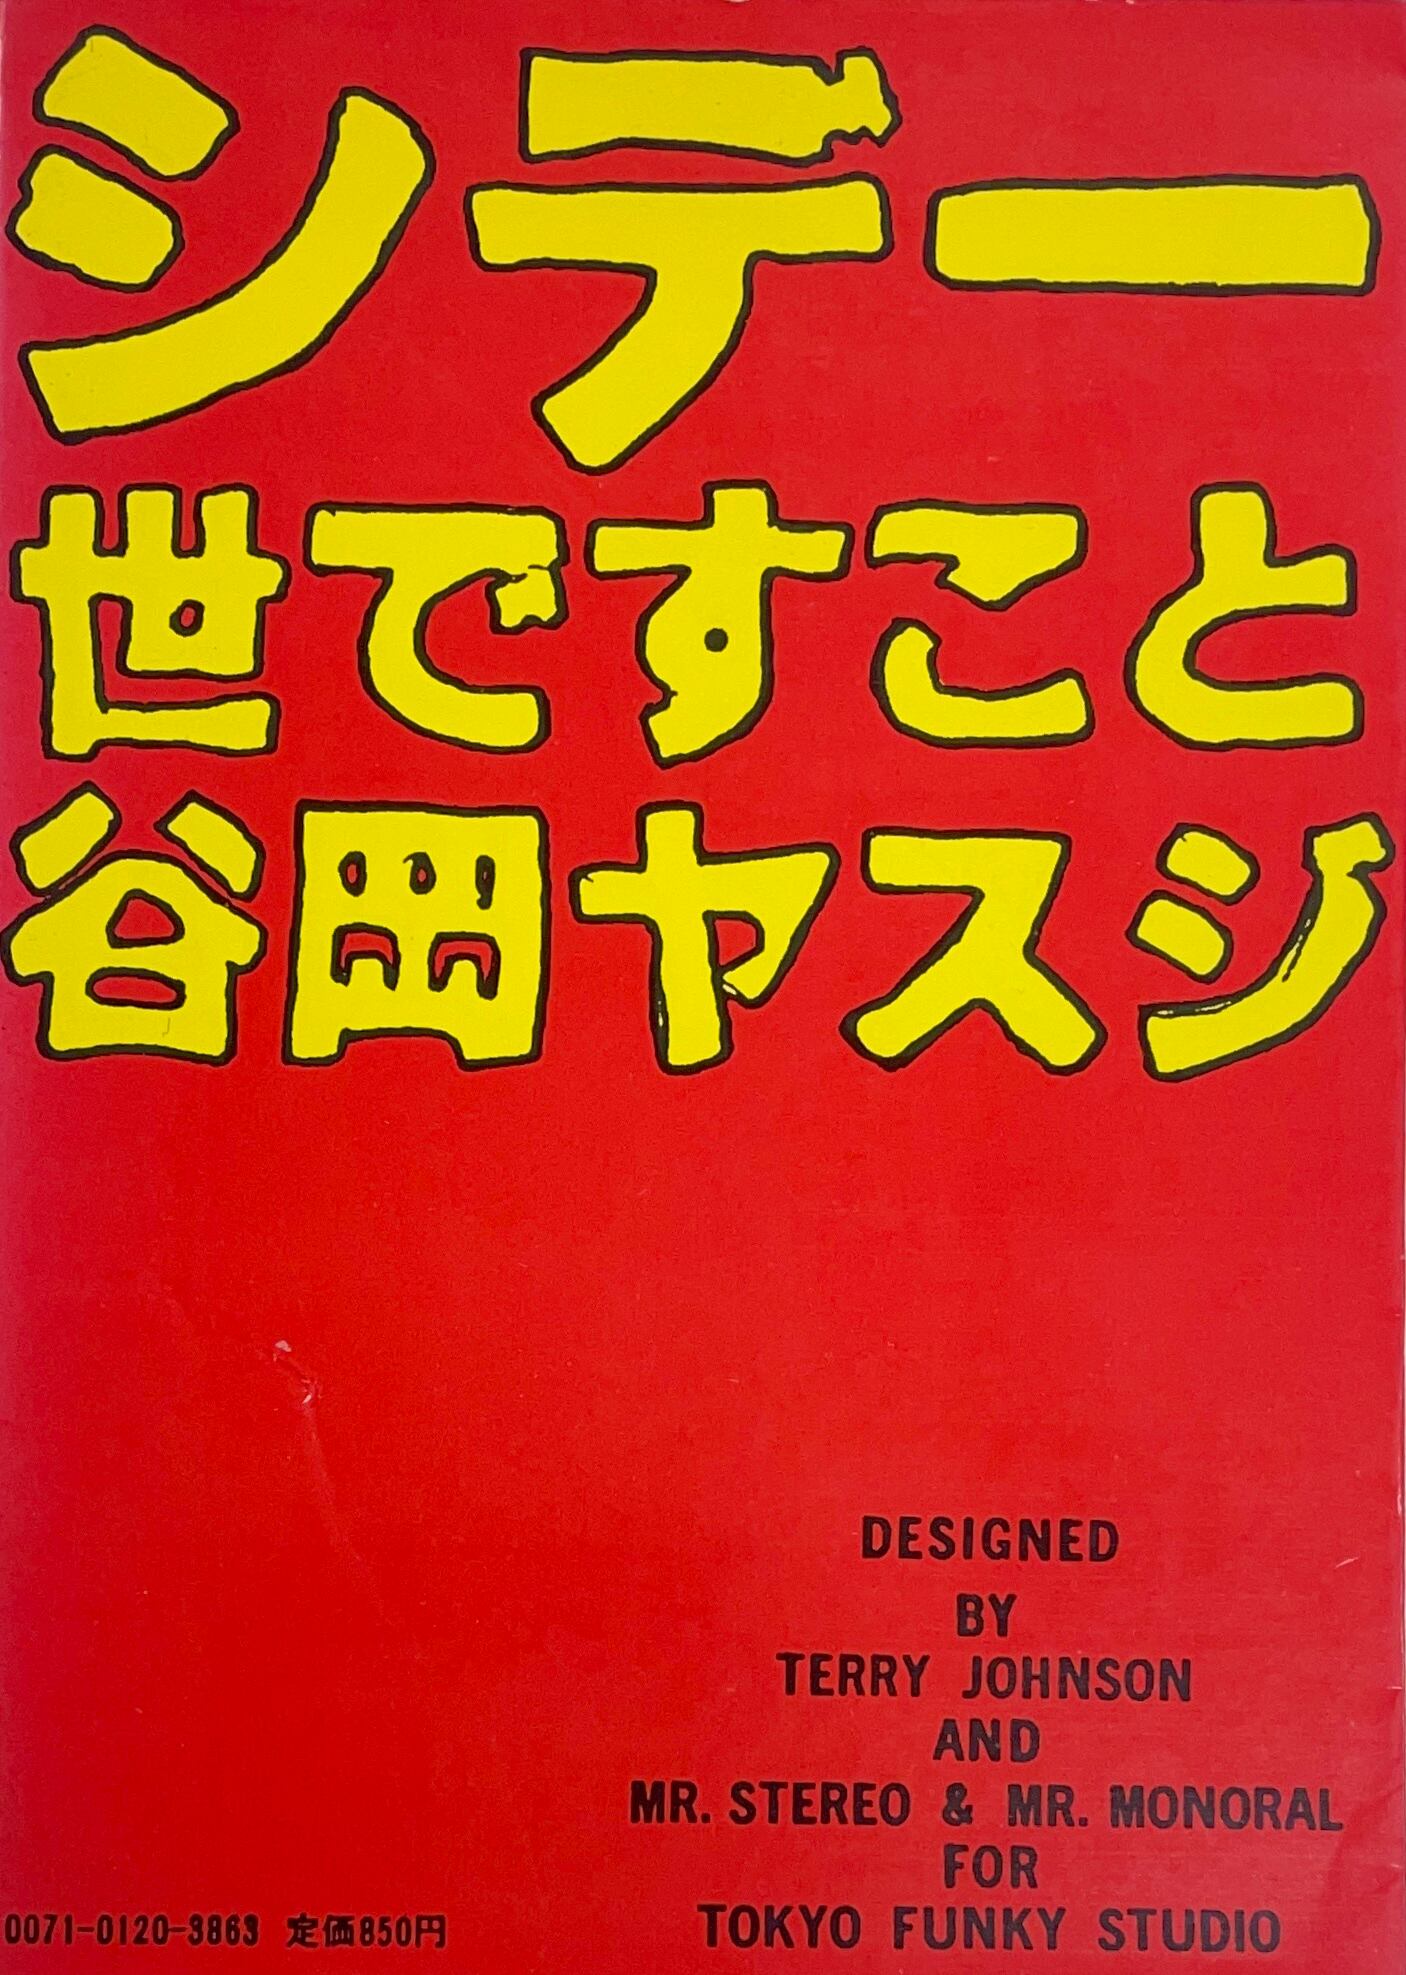 シデー
世ですこと
谷岡ヤスジ
DESIGNED
BY
TERRY JOHNSON
AND
MR. STEREO & MR. MONORAL
FOR
TOKYO FUNKY STUDIO
0071-0120-3863 定価850円